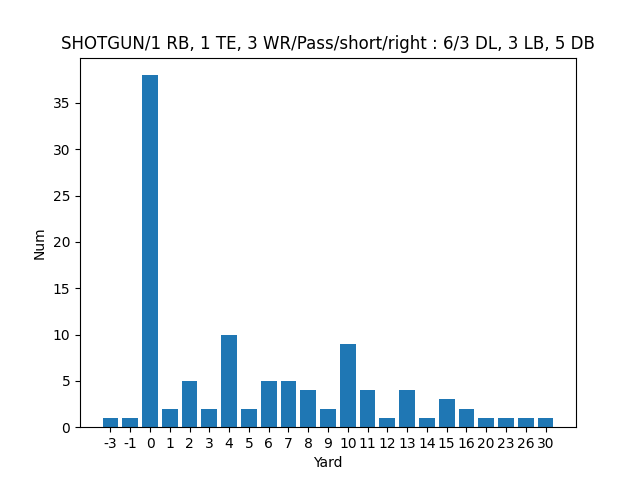 SHOTGUN/1 RB, 1 TE, 3 WR/Pass/short/right : 6/3 DL, 3 LB, 5 DB
35
30
25
20
15
10
5
0
Num
-3 -1 0 1 2 3 4 5 6 7 8 9 10 11 12 13 14 15 16 20 23 26 30
Yard